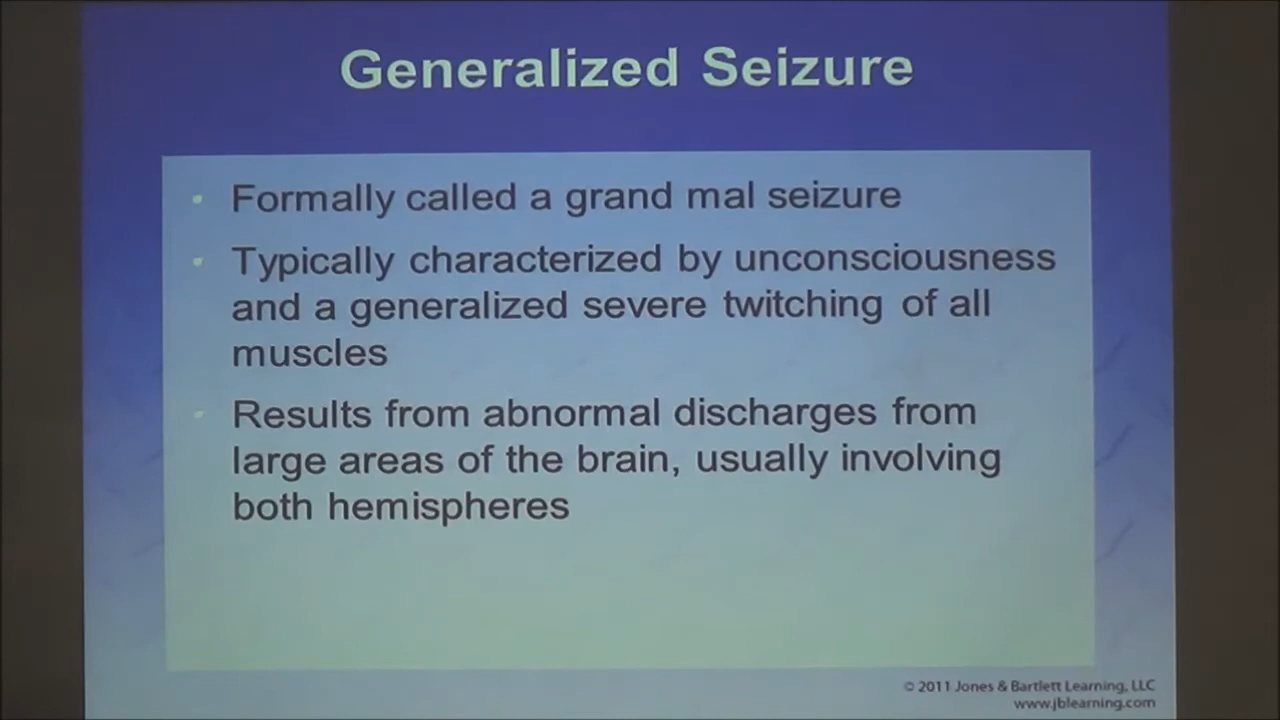 Generalized Seizure
• Formally called a grand mal seizure
• Typically characterized by unconsciousness
and a generalized severe twitching of all
muscles
• Results from abnormal discharges from
large areas of the brain, usually involving
both hemispheres
© 2011 Jones & Bartlett Learning, LLC
www.jblearning.com